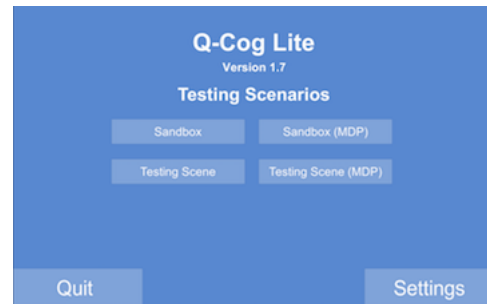 Q-Cog Lite
Version 1.7
Testing Scenarios
Sandbox
Sandbox (MDP)
Testing Scene
Testing Scene (MDP)
Quit
Settings